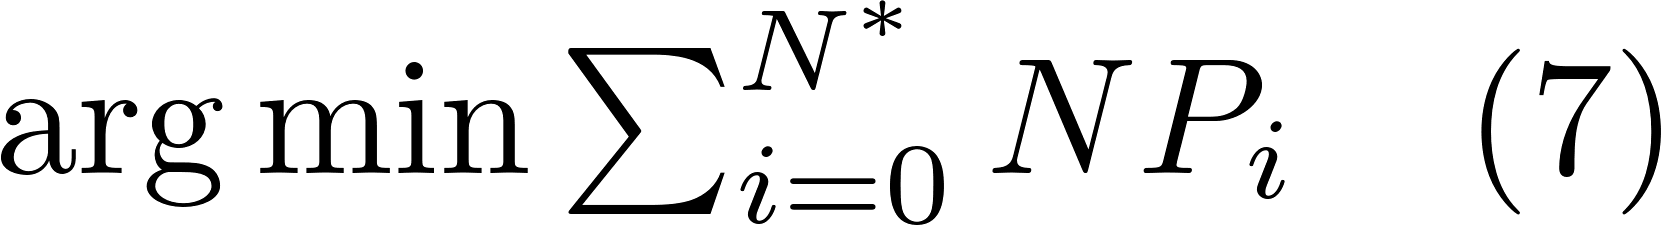 arg min ∑_{i=0}^{N^*} NP_i (7)